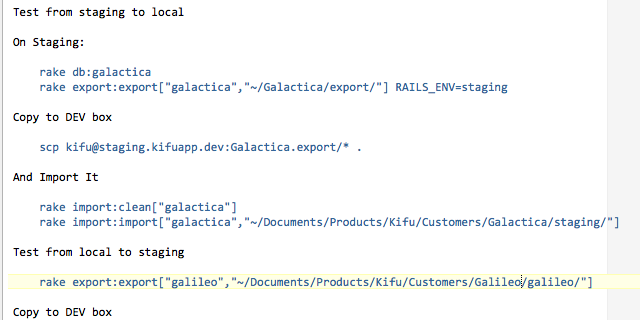 Test from staging to local
On Staging:
rake db:galactica
rake export:export["galactica","~/Galactica/export/"] RAILS_ENV=staging
Copy to DEV box
scp kifu@staging.kifuapp.dev:Galactica.export/* .
And Import It
rake import:clean["galactica"]
rake import:import["galactica","~/Documents/Products/Kifu/Customers/Galactica/staging/"]
Test from local to staging
rake export:export["galileo","~/Documents/Products/Kifu/Customers/Galileo/galileo/"]
Copy to DEV box